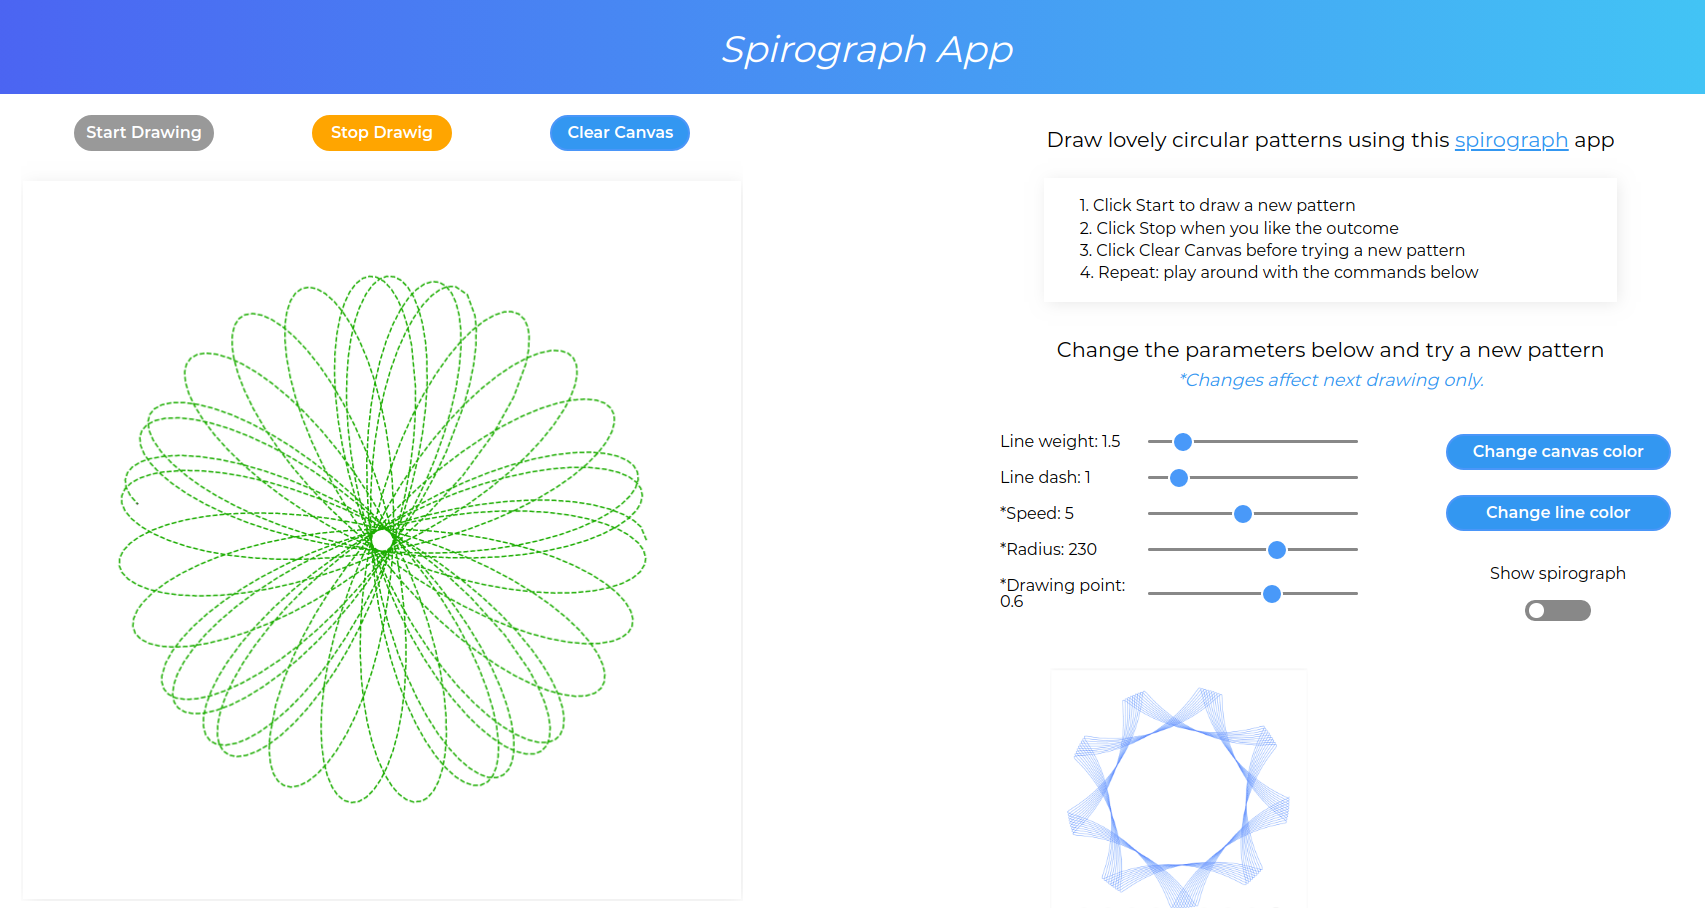 Spirograph App
Start Drawing
Stop Drawig
Clear Canvas
Draw lovely circular patterns using this spirograph app
1. Click Start to draw a new pattern
2. Click Stop when you like the outcome
3. Click Clear Canvas before trying a new pattern
4. Repeat: play around with the commands below
Change the parameters below and try a new pattern
*Changes affect next drawing only.
Line weight: 1.5
Line dash: 1
*Speed: 5
*Radius: 230
*Drawing point:
0.6
Change canvas color
Change line color
Show spirograph